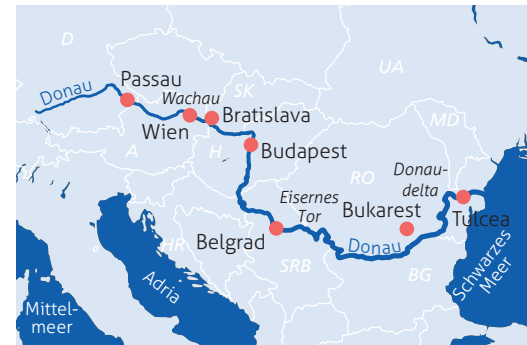 D
UA
Donau
Passau
Wachau
SK
Wien
Bratislava
MD
A
H
Budapest
Donau-
delta
RO
Eisernes
Tor
Bukarest
Tulcea
HR
Belgrad
Donau
SRB
BG
Adria
Schwarzes
Meer
Mittel-
meer